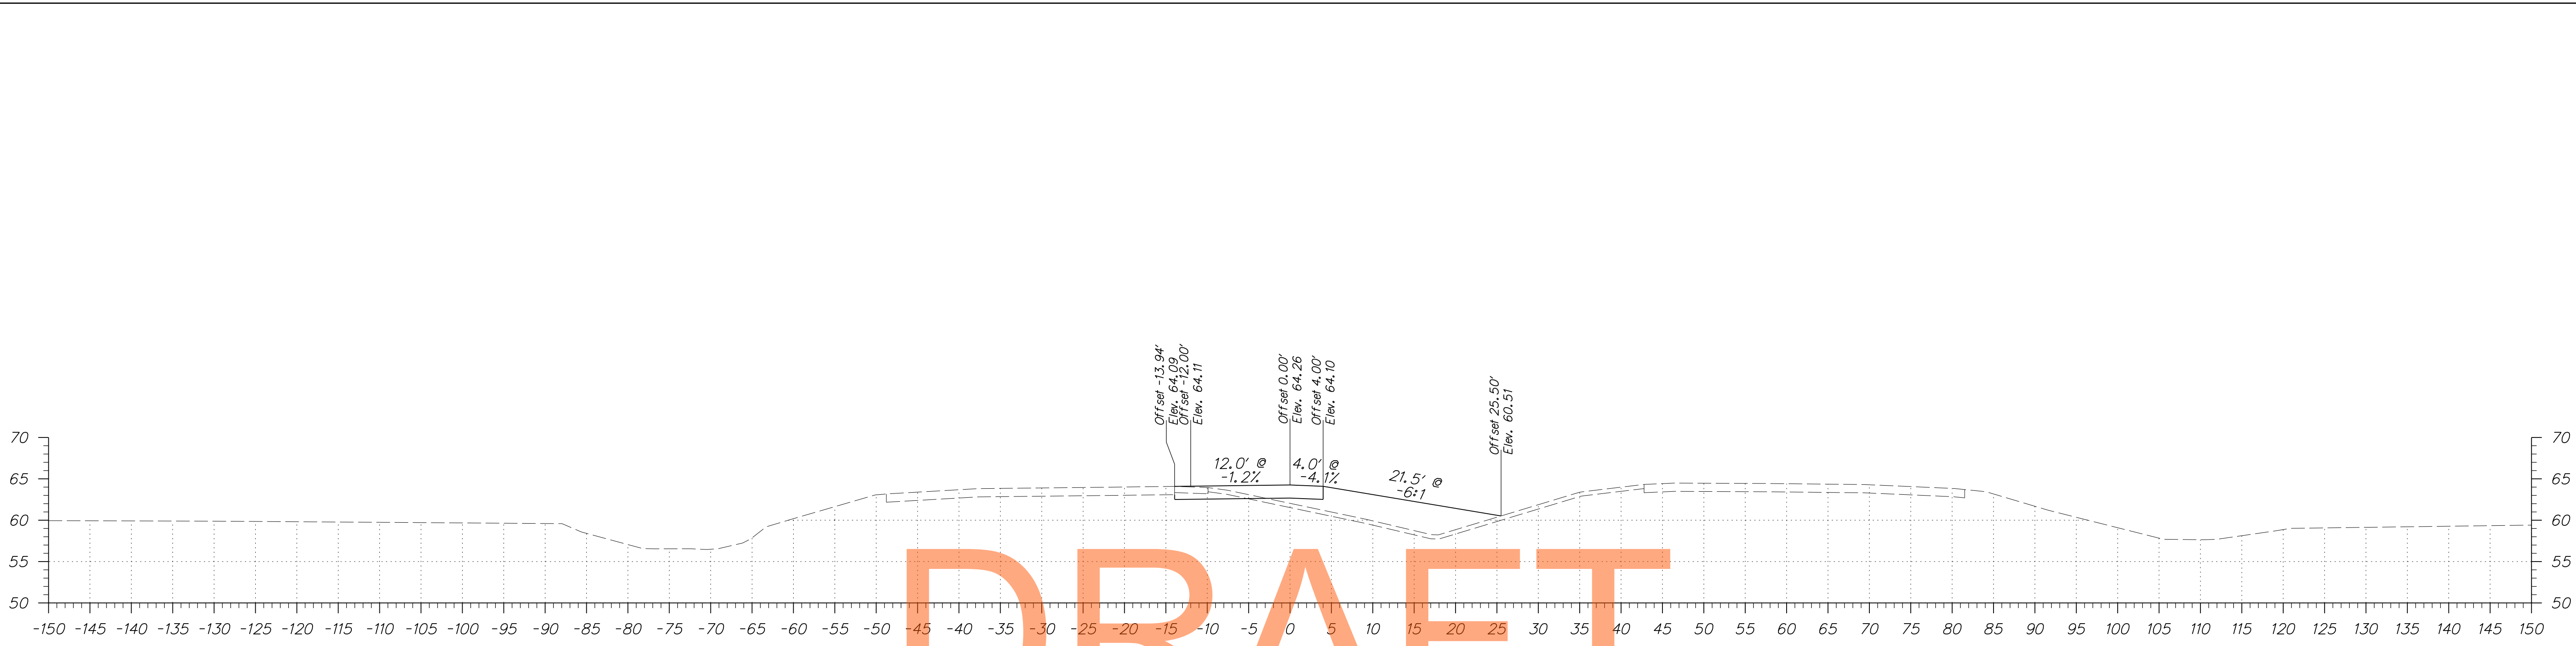 Offset -13.94'
Elev. 64.09
Offset -12.00'
Elev. 64.11
Offset 0.00'
Elev. 64.26
Offset 4.00'
Elev. 64.10
Offset 25.50'
Elev. 60.51
12.0' @
-1.2%
4.0' @
-4.1%
21.5' @
-6:1
70 70
65 65
60 60
55 55
50 50
-150 -145 -140 -135 -130 -125 -120 -115 -110 -105 -100 -95 -90 -85 -80 -75 -70 -65 -60 -55 -50 -45 -40 -35 -30 -25 -20 -15 -10 -5 0 5 10 15 20 25 30 35 40 45 50 55 60 65 70 75 80 85 90 95 100 105 110 115 120 125 130 135 140 145 150
DRAFT